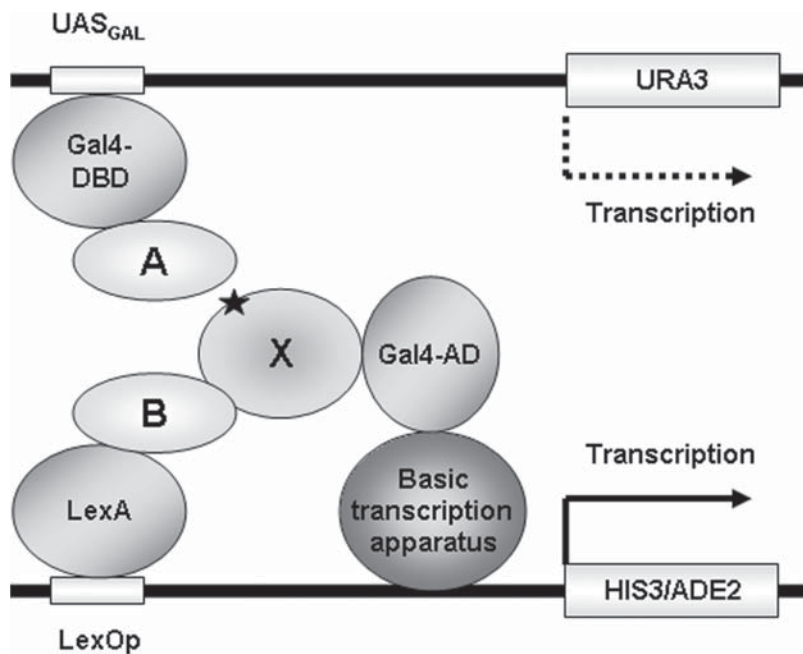 UAS_GAL
URA3
Gal4-
DBD
Transcription
A
X
Gal4-AD
B
Transcription
LexA
Basic
transcription
apparatus
HIS3/ADE2
LexOp